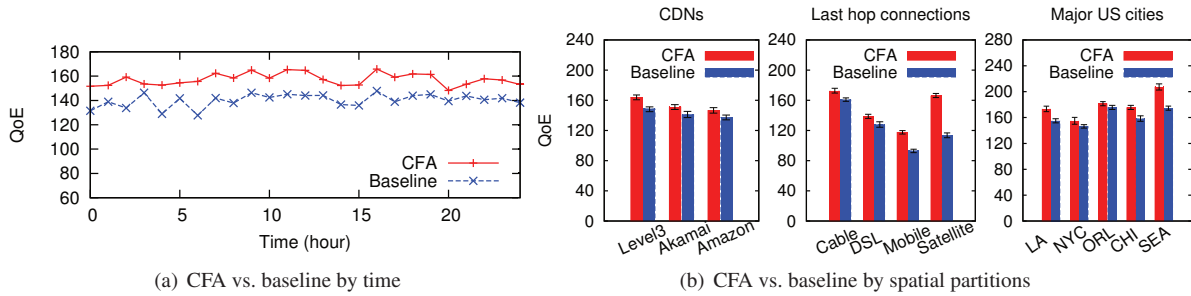 180
160
140
120
100
80
60
QoE
CFA
Baseline
0
5
10
15
20
Time (hour)
(a) CFA vs. baseline by time
CDNs
240
200
160
120
80
40
0
QoE
CFA
Baseline
Level3
Akamai
Amazon
Last hop connections
240
200
160
120
80
40
0
CFA
Baseline
Cable
DSL
Mobile
Satellite
Major US cities
240
200
160
120
80
40
0
CFA
Baseline
LA
NYC
ORL
CHI
SEA
(b) CFA vs. baseline by spatial partitions